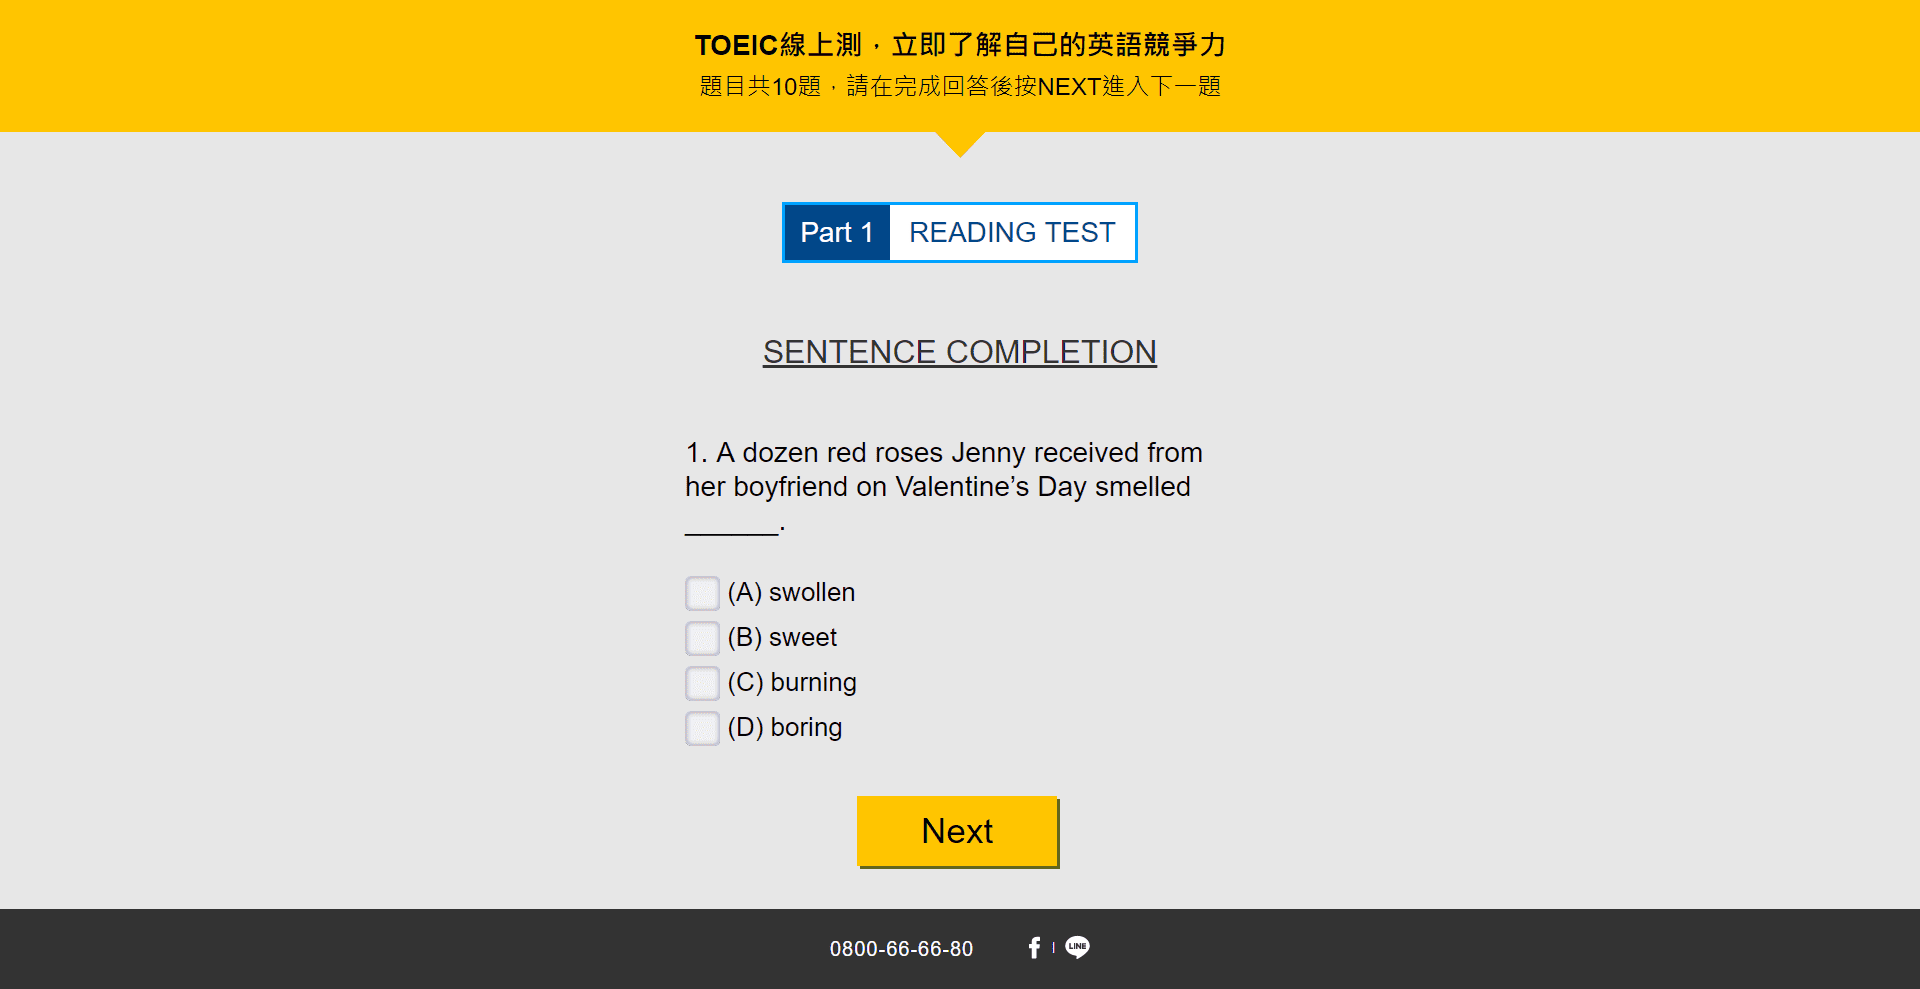 TOEIC線上測，立即了解自己的英語競爭力
題目共10題，請在完成回答後按NEXT進入下一題
Part 1 READING TEST
SENTENCE COMPLETION
1. A dozen red roses Jenny received from
her boyfriend on Valentine’s Day smelled
______.
(A) swollen
(B) sweet
(C) burning
(D) boring
Next
0800-66-66-80 f | LINE